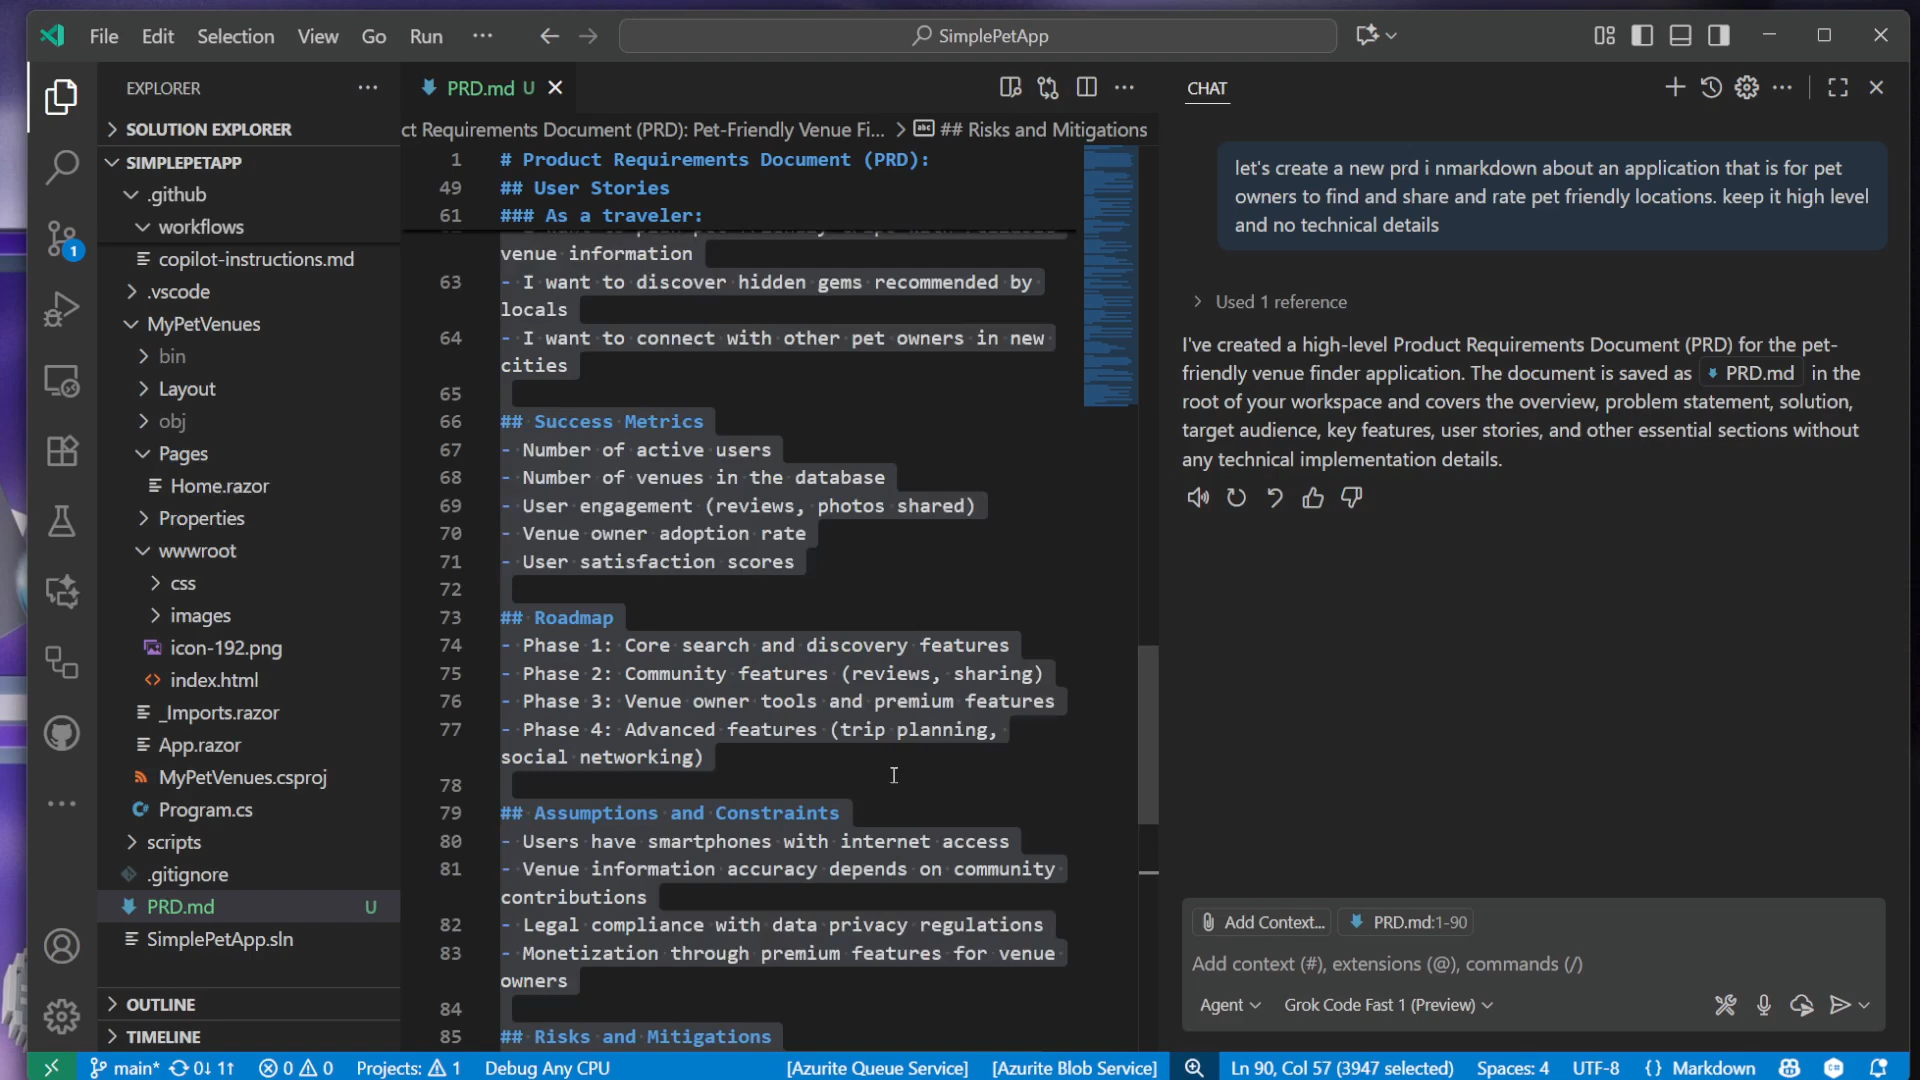 File Edit Selection View Go Run ··· SimplePetApp
EXPLORER ···
SOLUTION EXPLORER
SIMPLEPETAPP
.github
workflows
copilot-instructions.md
.vscode
MyPetVenues
bin
Layout
obj
Pages
Home.razor
Properties
wwwroot
css
images
icon-192.png
<> index.html
_Imports.razor
App.razor
MyPetVenues.csproj
Program.cs
scripts
.gitignore
PRD.md U
SimplePetApp.sln
OUTLINE
TIMELINE
1
PRD.md U
ct Requirements Document (PRD): Pet-Friendly Venue Fi... > abc ## Risks and Mitigations
1 # Product Requirements Document (PRD):
49 ## User Stories
61 ### As a traveler:
venue information
63 - I want to discover hidden gems recommended by
locals
64 - I want to connect with other pet owners in new
cities
65
66 ## Success Metrics
67 - Number of active users
68 - Number of venues in the database
69 - User engagement (reviews, photos shared)
70 - Venue owner adoption rate
71 - User satisfaction scores
72
73 ## Roadmap
74 - Phase 1: Core search and discovery features
75 - Phase 2: Community features (reviews, sharing)
76 - Phase 3: Venue owner tools and premium features
77 - Phase 4: Advanced features (trip planning,
social networking)
78
79 ## Assumptions and Constraints
80 - Users have smartphones with internet access
81 - Venue information accuracy depends on community
contributions
82 - Legal compliance with data privacy regulations
83 - Monetization through premium features for venue
owners
84
85 ## Risks and Mitigations
CHAT
let's create a new prd i nmarkdown about an application that is for pet
owners to find and share and rate pet friendly locations. keep it high level
and no technical details
Used 1 reference
I've created a high-level Product Requirements Document (PRD) for the pet-
friendly venue finder application. The document is saved as PRD.md in the
root of your workspace and covers the overview, problem statement, solution,
target audience, key features, user stories, and other essential sections without
any technical implementation details.
Add Context... PRD.md:1-90
Add context (#), extensions (@), commands (/)
Agent Grok Code Fast 1 (Preview)
main* 0↓ 1↑ 0 0 Projects: 1 Debug Any CPU [Azurite Queue Service] [Azurite Blob Service] Ln 90, Col 57 (3947 selected) Spaces: 4 UTF-8 {} Markdown